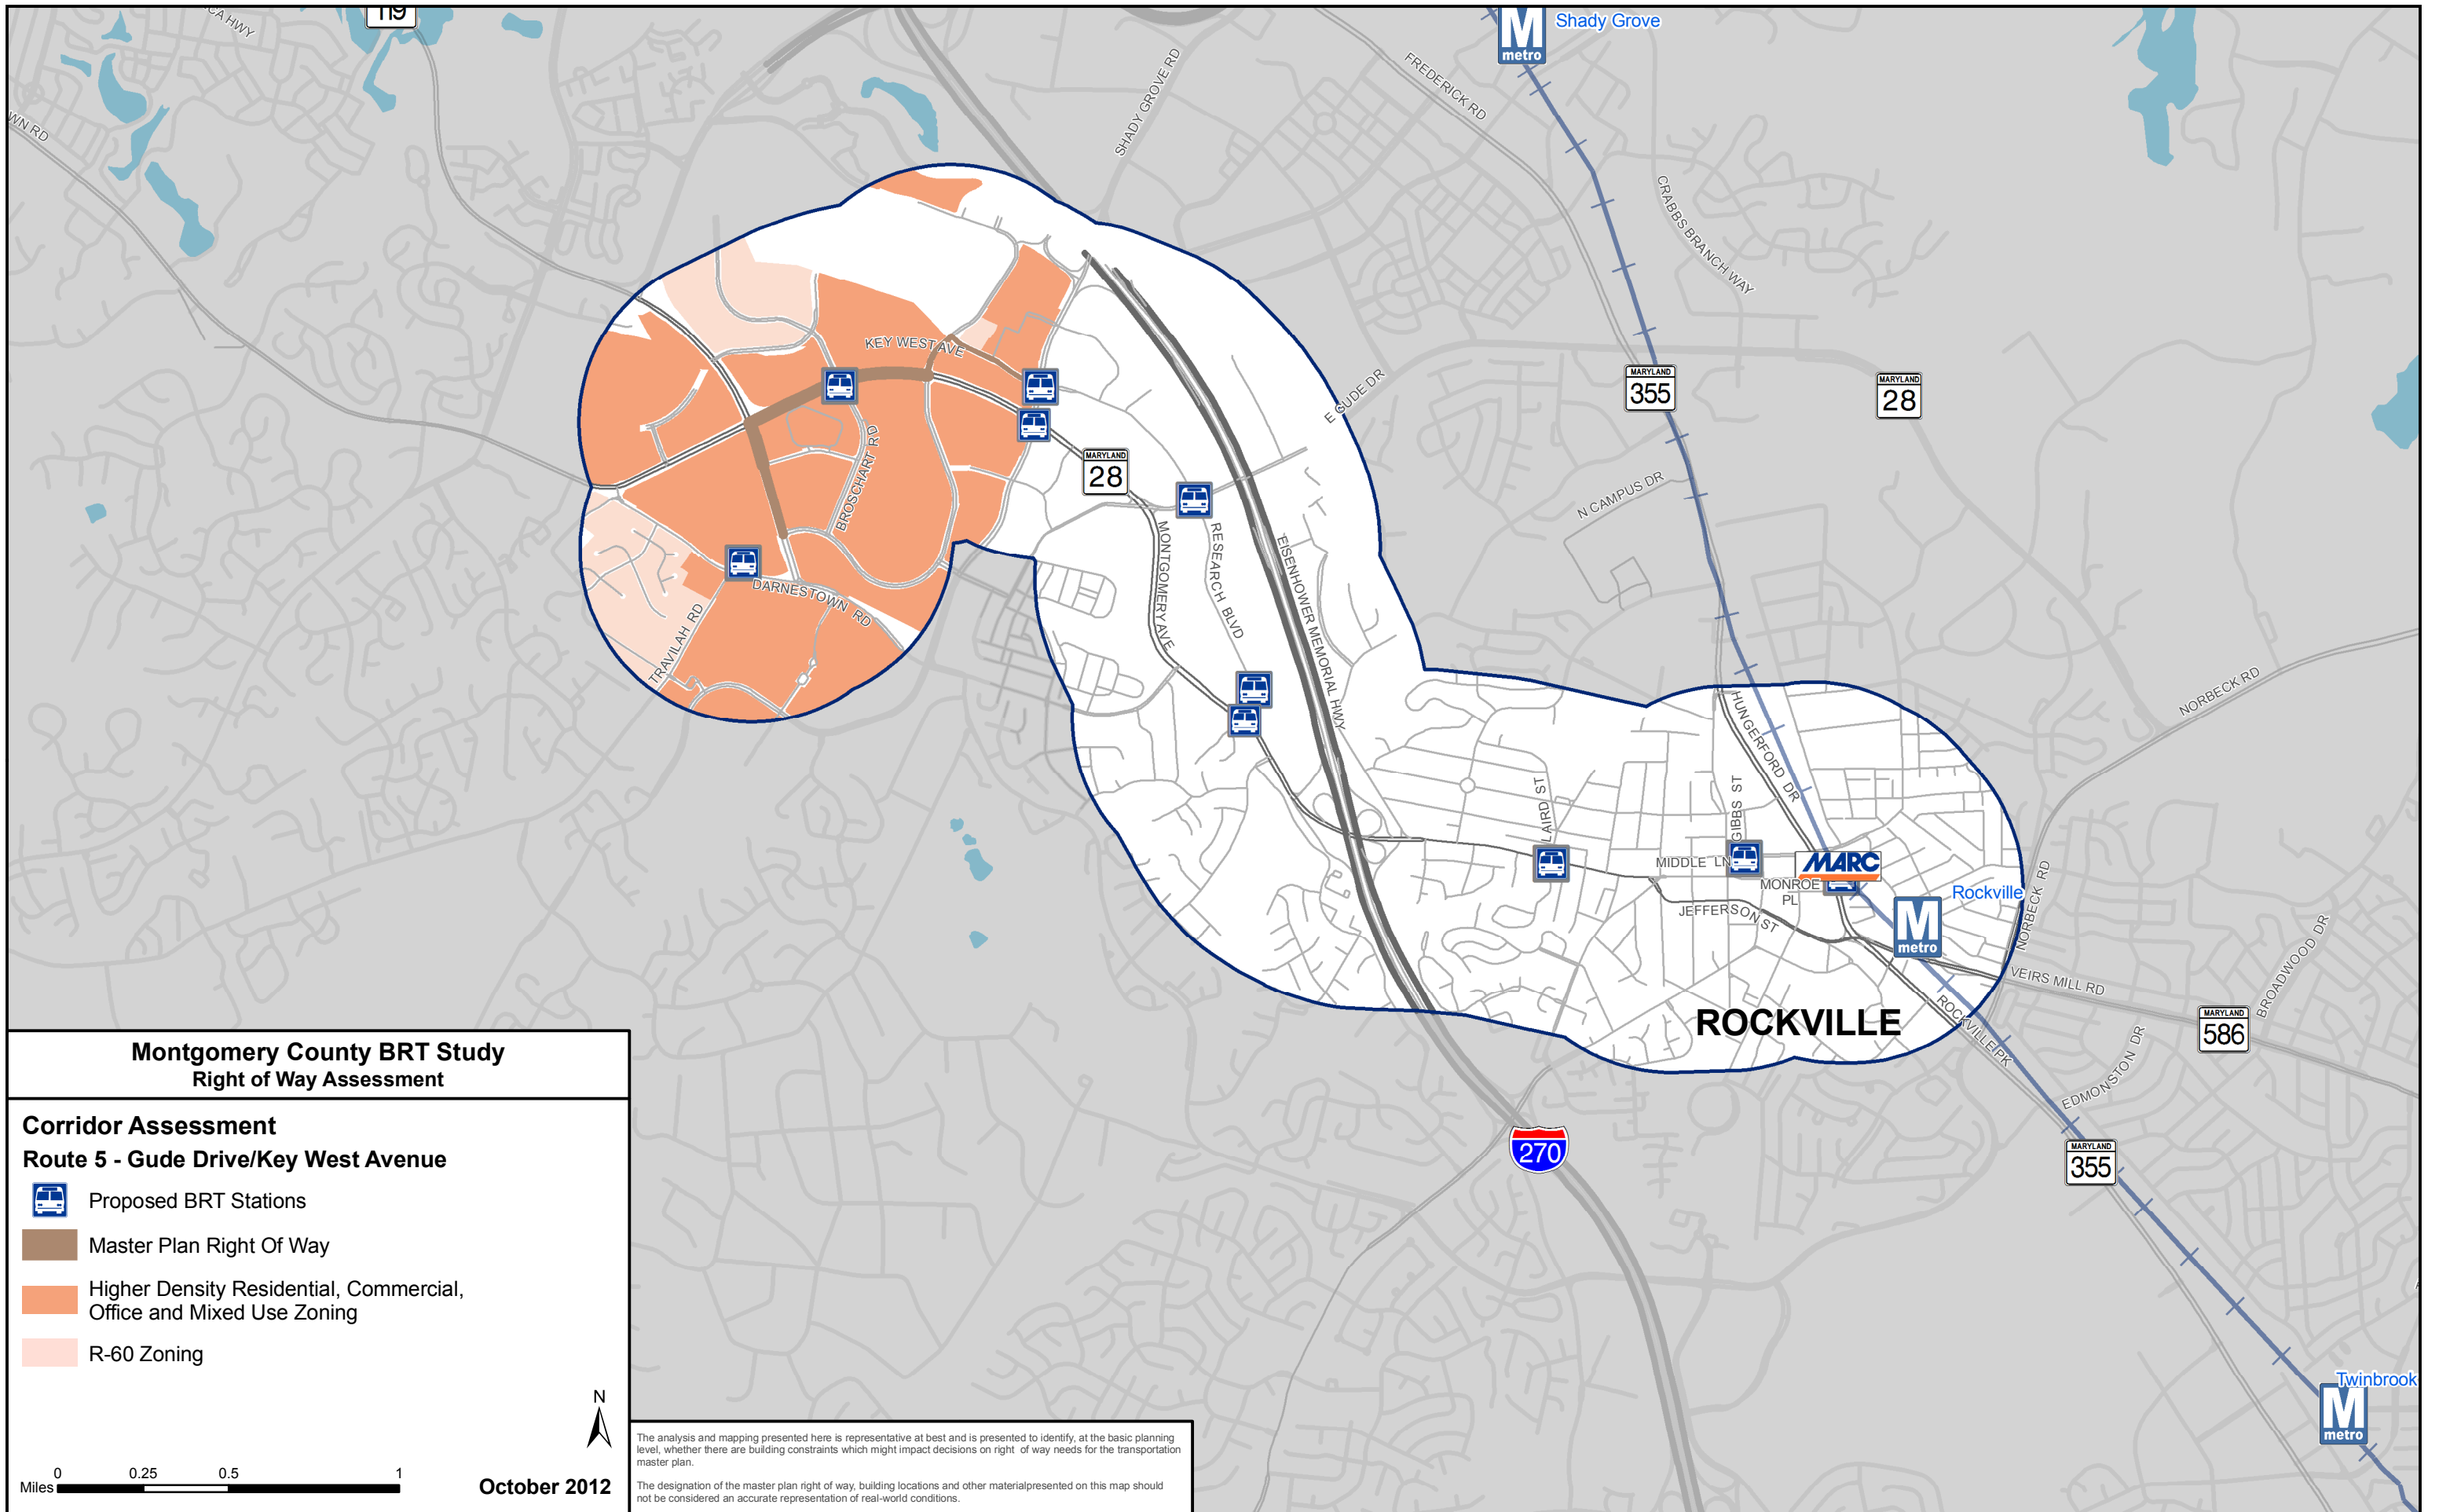 119
CA HWY
WN RD
M
metro
Shady Grove
SHADY GROVE RD
FREDERICK RD
CRABBS BRANCH WAY
KEY WEST AVE
BROSCHART RD
MARYLAND
28
MARYLAND
355
MARYLAND
28
E GUDE DR
N CAMPUS DR
MONTGOMERY AVE
RESEARCH BLVD
EISENHOWER MEMORIAL HWY
DARNESTOWN RD
TRAVILAH RD
HUNGERFORD DR
NORBECK RD
LAIRD ST
GIBBS ST
MIDDLE LN
MARC
MONROE
PL
JEFFERSON ST
Rockville
M
metro
NORBECK RD
VEIRS MILL RD
BROADWOOD DR
ROCKVILLE PK
ROCKVILLE
EDMONSTON DR
MARYLAND
586
MARYLAND
355
270
Twinbrook
M
metro
Montgomery County BRT Study
Right of Way Assessment
Corridor Assessment
Route 5 - Gude Drive/Key West Avenue
Proposed BRT Stations
Master Plan Right Of Way
Higher Density Residential, Commercial,
Office and Mixed Use Zoning
R-60 Zoning
N
0 0.25 0.5 1
Miles
October 2012
The analysis and mapping presented here is representative at best and is presented to identify, at the basic planning
level, whether there are building constraints which might impact decisions on right of way needs for the transportation
master plan.
The designation of the master plan right of way, building locations and other materialpresented on this map should
not be considered an accurate representation of real-world conditions.